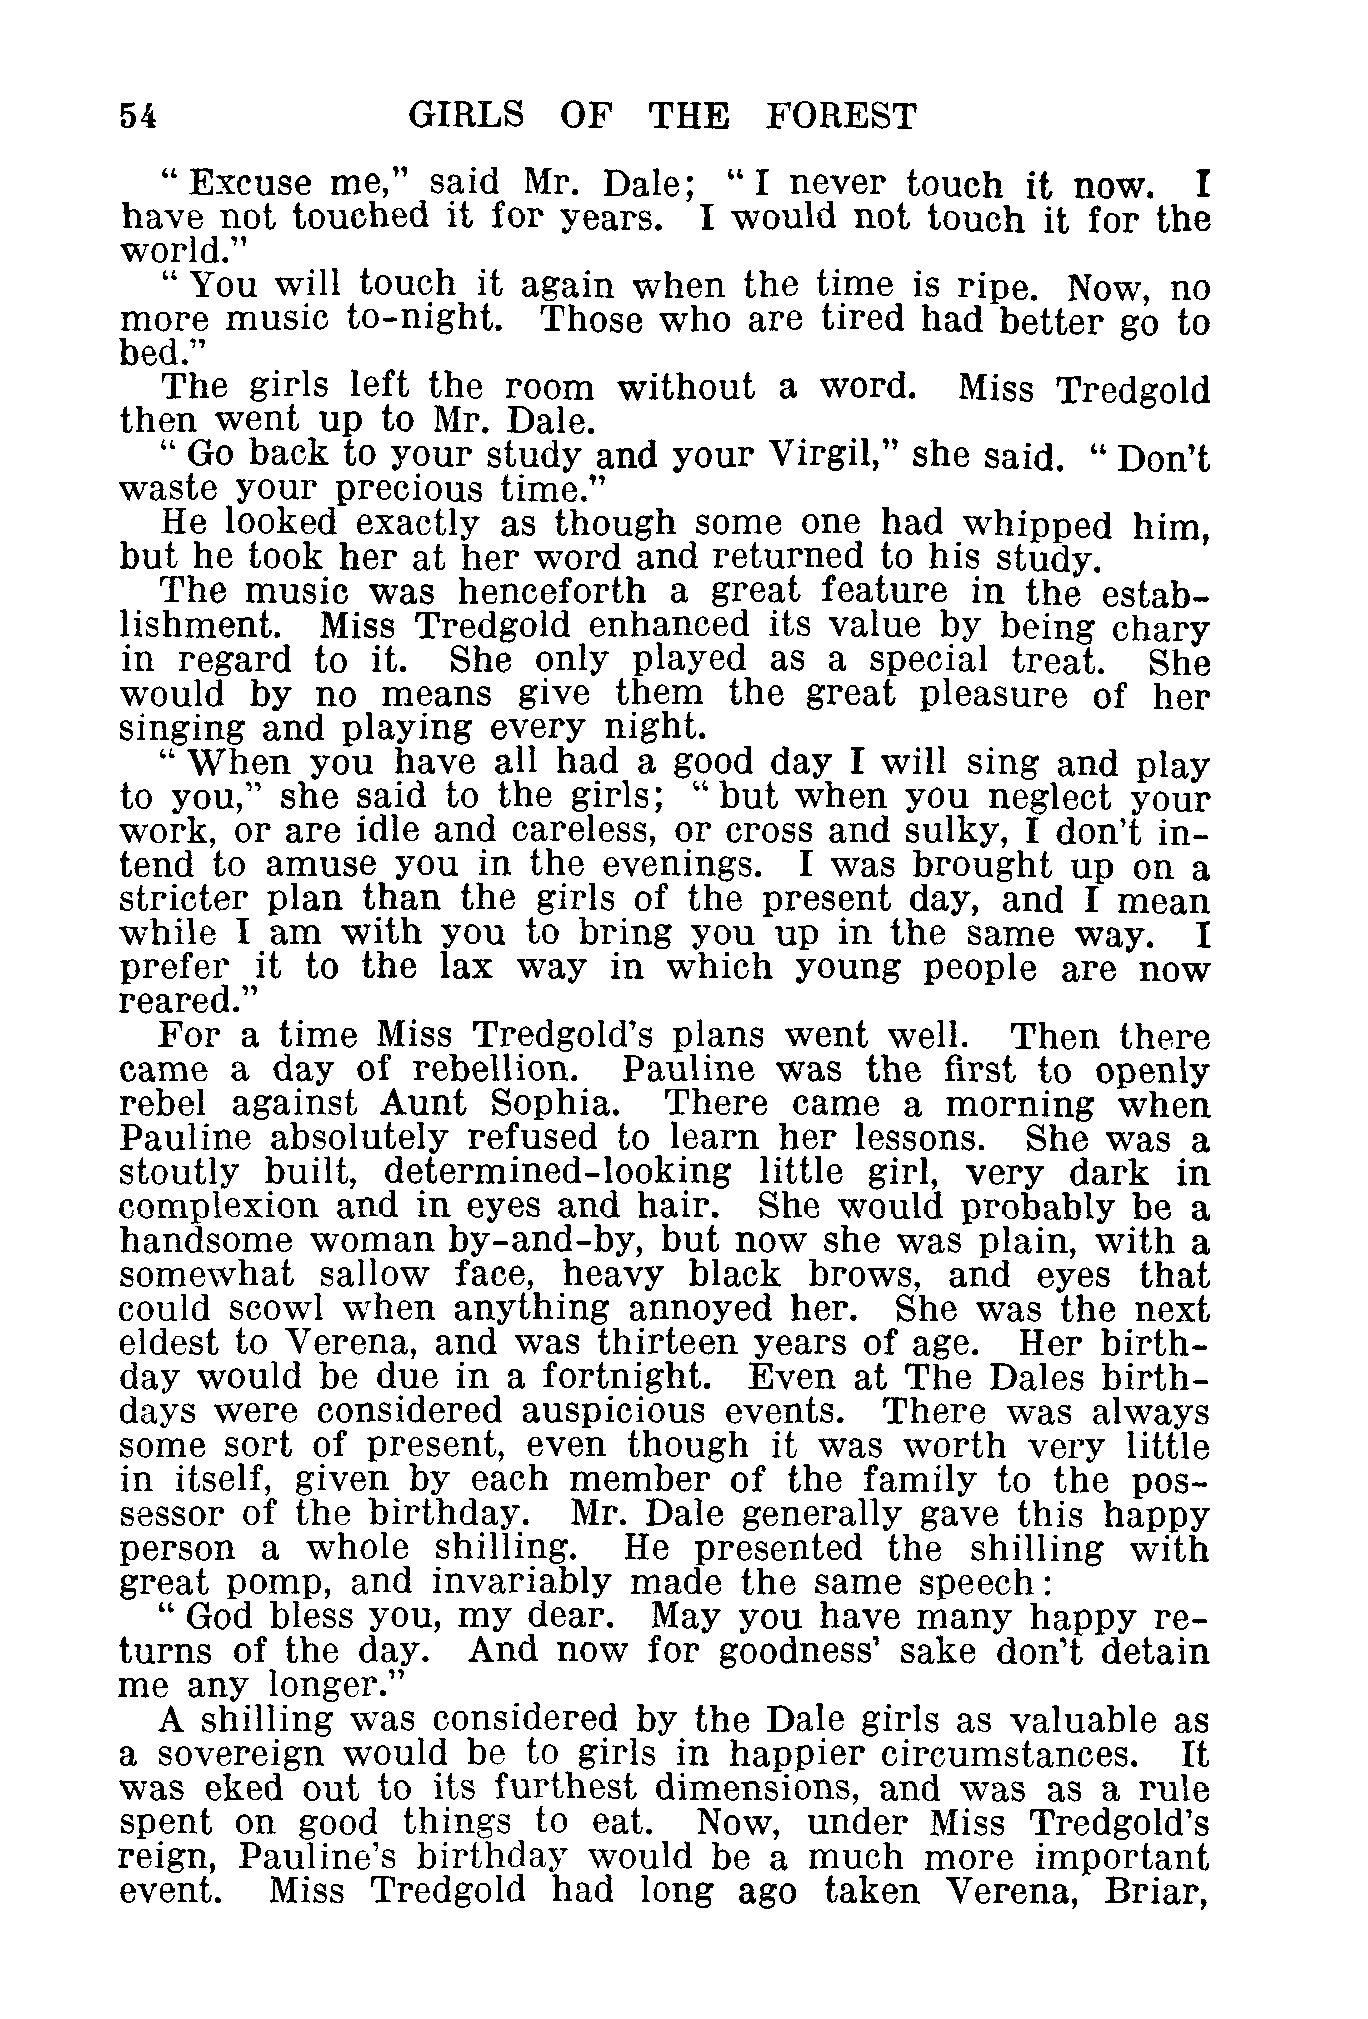 54 GIRLS OF THE FOREST
“ Excuse me,” said Mr. Dale; “ I never touch it now. I
have not touched it for years. I would not touch it for the
world.”
“ You will touch it again when the time is ripe. Now, no
more music to-night. Those who are tired had better go to
bed.”
The girls left the room without a word. Miss Tredgold
then went up to Mr. Dale.
“ Go back to your study and your Virgil,” she said. “ Don’t
waste your precious time.”
He looked exactly as though some one had whipped him,
but he took her at her word and returned to his study.
The music was henceforth a great feature in the estab-
lishment. Miss Tredgold enhanced its value by being chary
in regard to it. She only played as a special treat. She
would by no means give them the great pleasure of her
singing and playing every night.
“ When you have all had a good day I will sing and play
to you,” she said to the girls; “ but when you neglect your
work, or are idle and careless, or cross and sulky, I don’t in-
tend to amuse you in the evenings. I was brought up on a
stricter plan than the girls of the present day, and I mean
while I am with you to bring you up in the same way. I
prefer it to the lax way in which young people are now
reared.”
For a time Miss Tredgold’s plans went well. Then there
came a day of rebellion. Pauline was the first to openly
rebel against Aunt Sophia. There came a morning when
Pauline absolutely refused to learn her lessons. She was a
stoutly built, determined-looking little girl, very dark in
complexion and in eyes and hair. She would probably be a
handsome woman by-and-by, but now she was plain, with a
somewhat sallow face, heavy black brows, and eyes that
could scowl when anything annoyed her. She was the next
eldest to Verena, and was thirteen years of age. Her birth-
day would be due in a fortnight. Even at The Dales birth-
days were considered auspicious events. There was always
some sort of present, even though it was worth very little
in itself, given by each member of the family to the pos-
sessor of the birthday. Mr. Dale generally gave this happy
person a whole shilling. He presented the shilling with
great pomp, and invariably made the same speech:
“ God bless you, my dear. May you have many happy re-
turns of the day. And now for goodness’ sake don’t detain
me any longer.”
A shilling was considered by the Dale girls as valuable as
a sovereign would be to girls in happier circumstances. It
was eked out to its furthest dimensions, and was as a rule
spent on good things to eat. Now, under Miss Tredgold’s
reign, Pauline’s birthday would be a much more important
event. Miss Tredgold had long ago taken Verena, Briar,